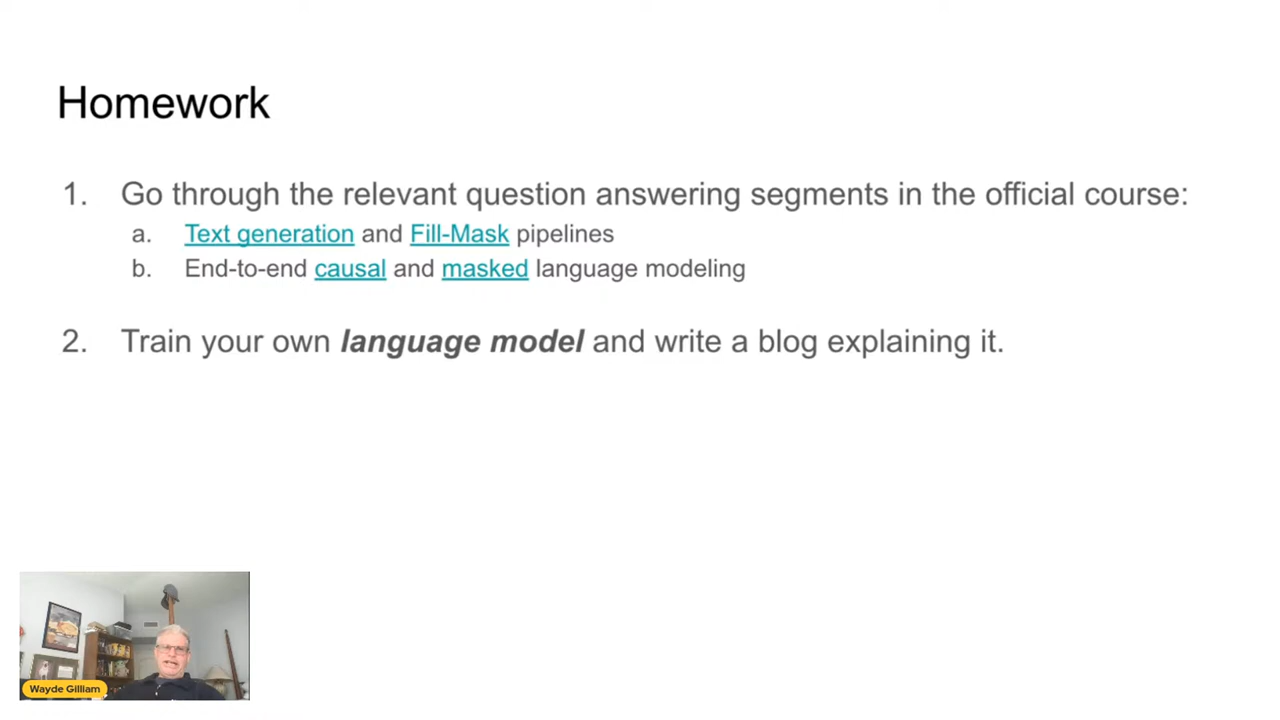 Homework
1. Go through the relevant question answering segments in the official course:
a. Text generation and Fill-Mask pipelines
b. End-to-end causal and masked language modeling
2. Train your own language model and write a blog explaining it.
Wayde Gilliam